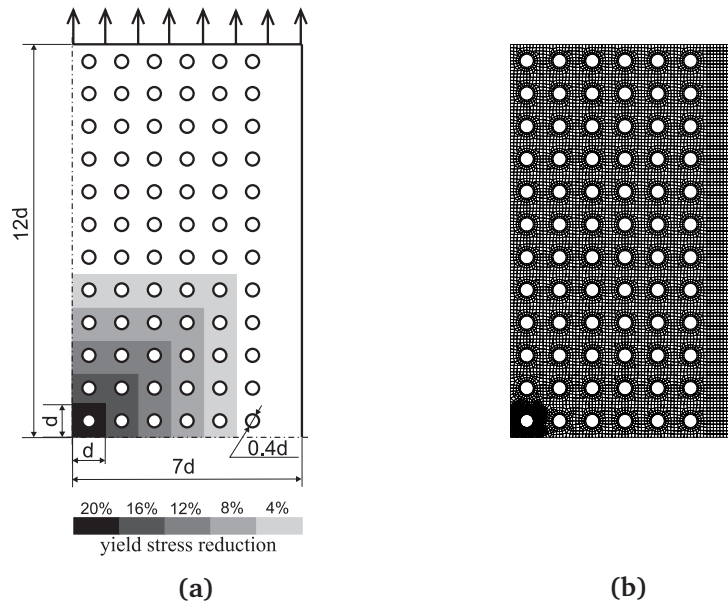 12d
d
d
0.4d
7d
20% 16% 12% 8% 4%
yield stress reduction
(a)
(b)